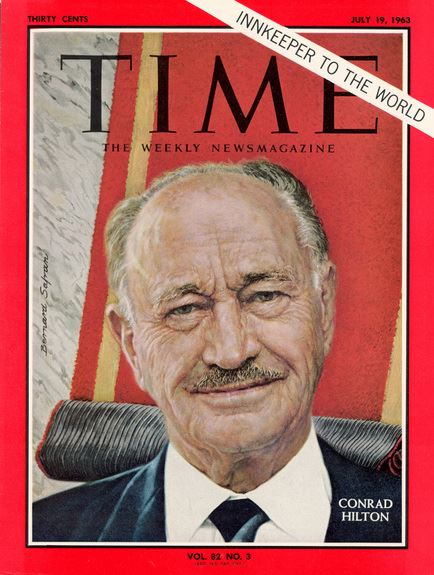 THIRTY CENTS
JULY 19, 1963
INNKEEPER TO THE WORLD
TIME
THE WEEKLY NEWSMAGAZINE
Bernard Safran
CONRAD
HILTON
VOL. 82 NO. 3